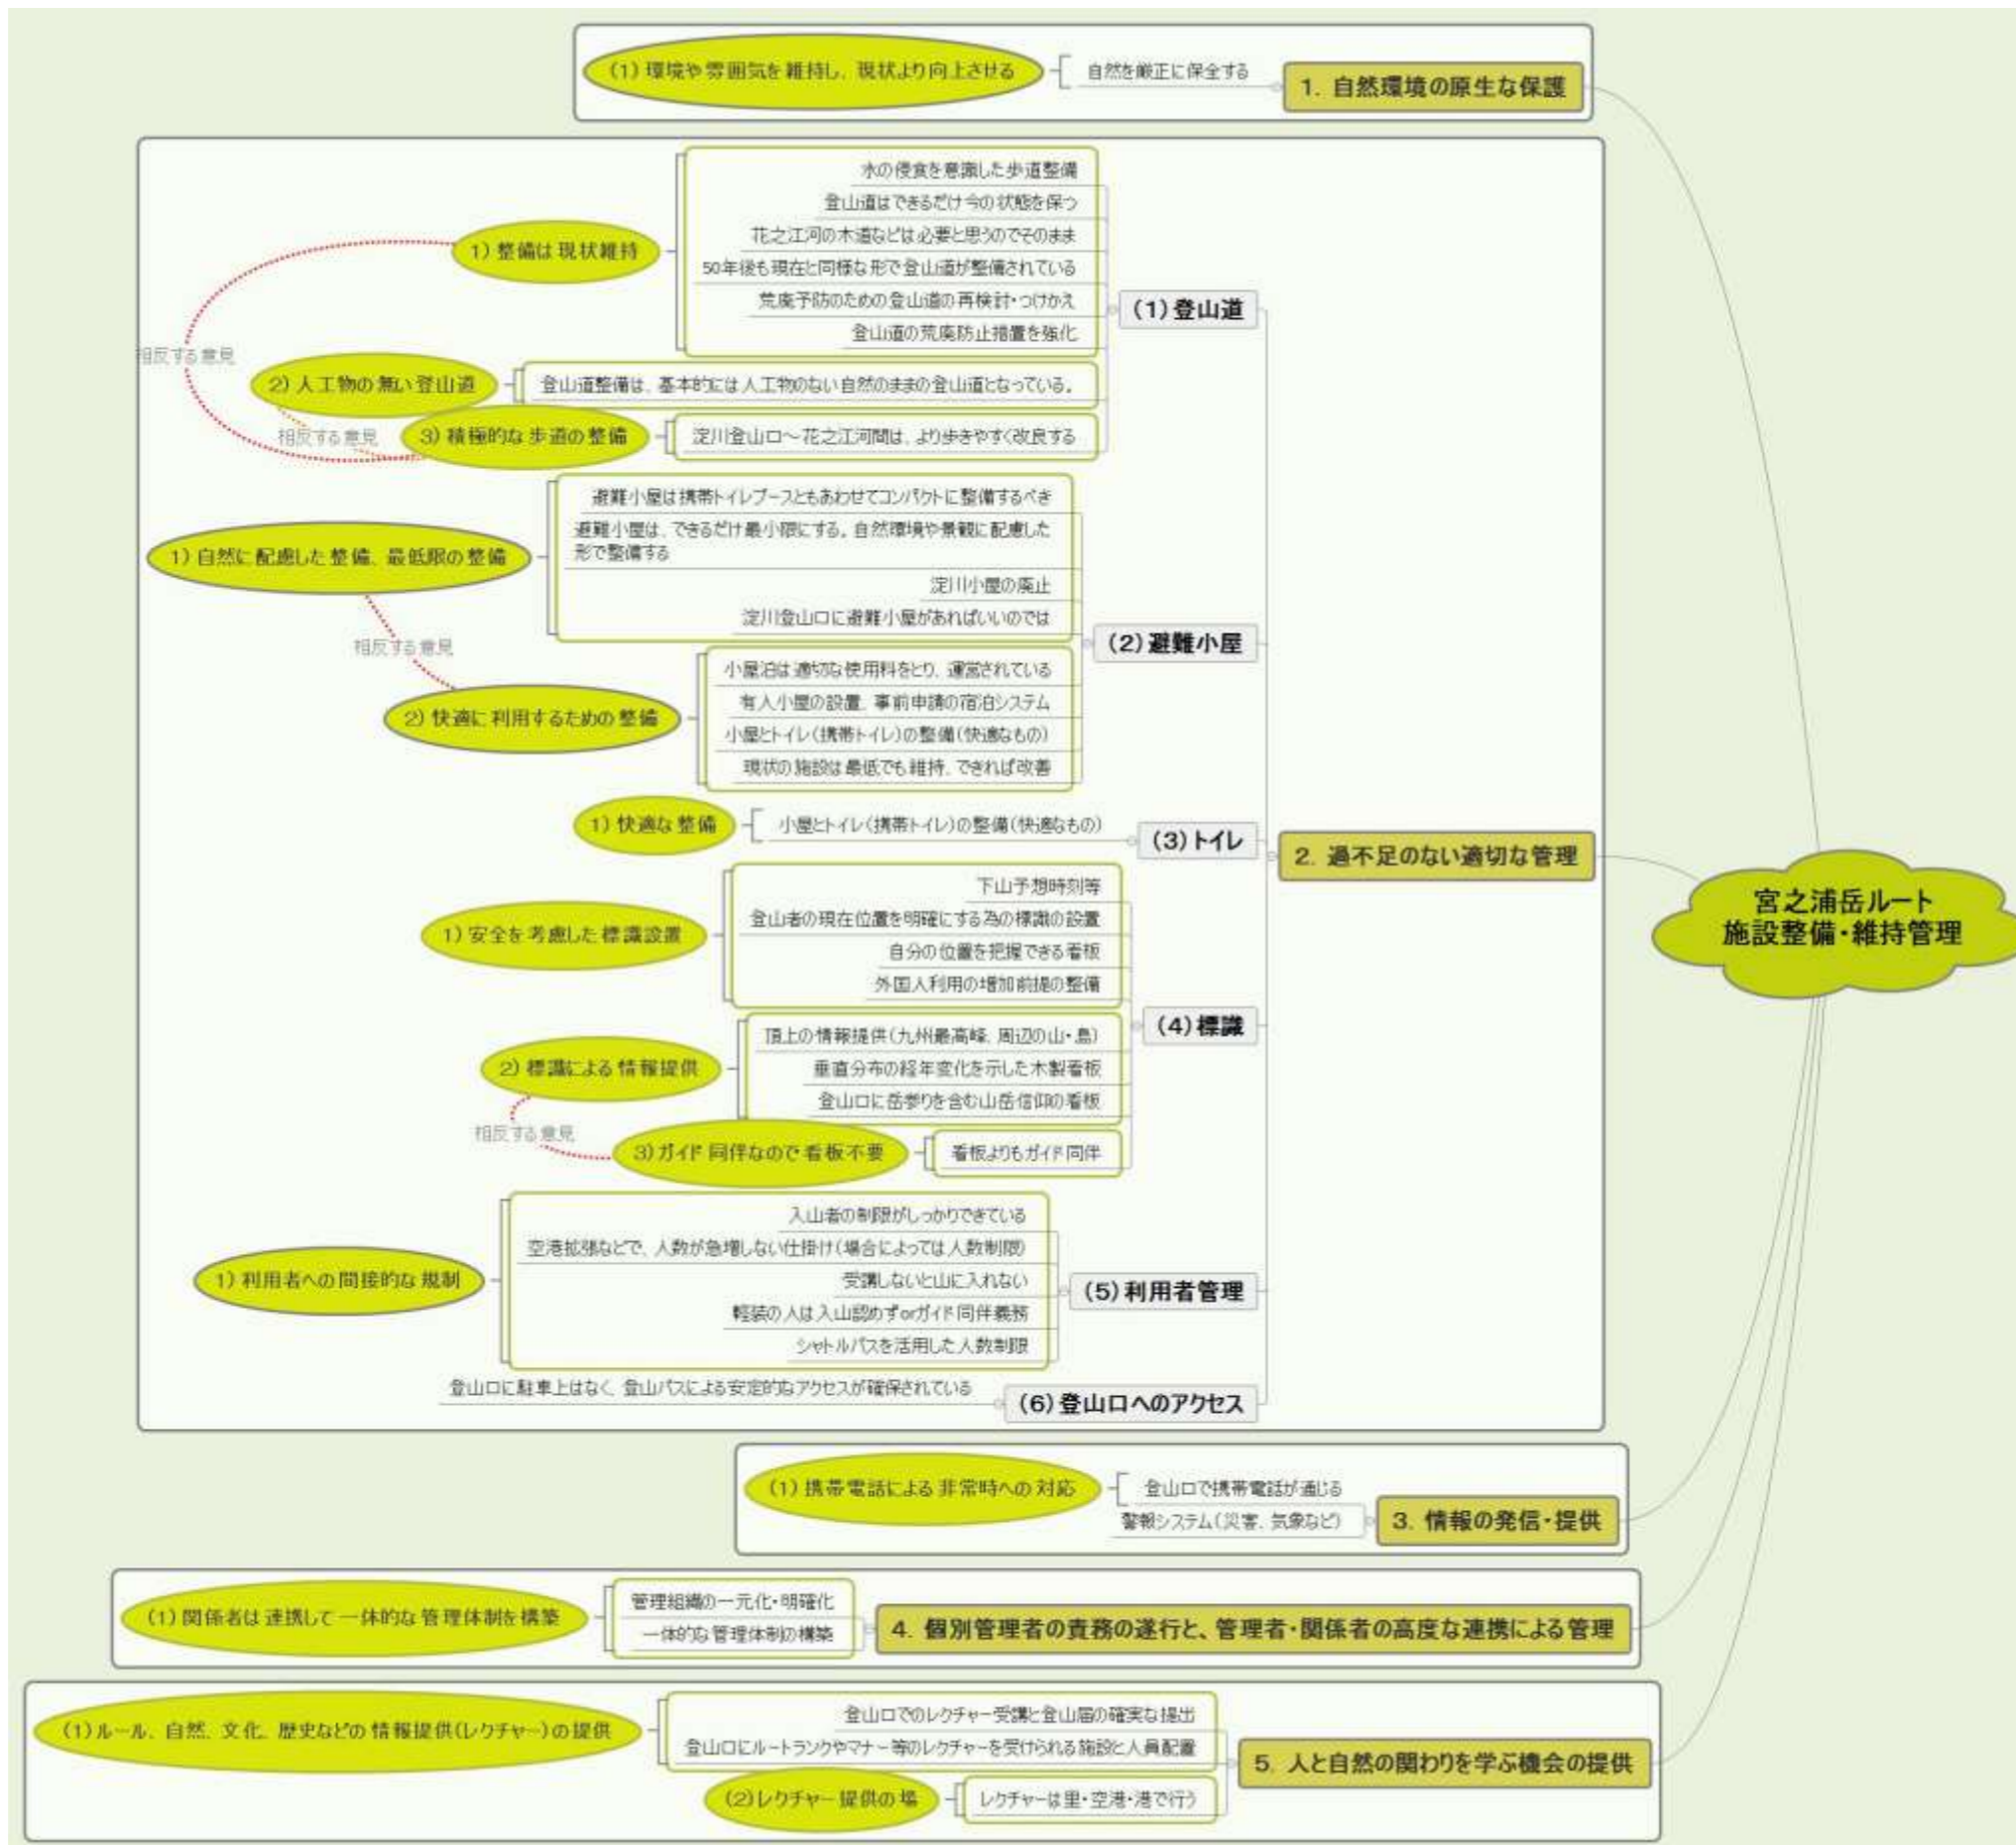 宮之浦岳ルート
施設整備・維持管理
1. 自然環境の原生な保護
自然を厳正に保全する
(1) 環境や雰囲気を維持し、現状より向上させる
2. 過不足のない適切な管理
(1) 登山道
水の侵食を意識した歩道整備
登山道はできるだけ今の状態を保つ
花之江河の木道などは必要と思うのでそのまま
50年後も現在と同様な形で登山道が整備されている
荒廃予防のための登山道の再検討・つけかえ
登山道の荒廃防止措置を強化
1) 整備は現状維持
相反する意見
登山道整備は、基本的には人工物のない自然のままの登山道となっている。
2) 人工物の無い登山道
相反する意見
淀川登山口～花之江河間は、より歩きやすく改良する
3) 積極的な歩道の整備
(2) 避難小屋
避難小屋は携帯トイレブースともあわせてコンパクトに整備するべき
避難小屋は、できるだけ最小限にする。自然環境や景観に配慮した
形で整備する
淀川小屋の廃止
淀川登山口に避難小屋があればいいのでは
1) 自然に配慮した整備、最低限の整備
相反する意見
小屋泊は適切な使用料をとり、運営されている
有人小屋の設置、事前申請の宿泊システム
小屋とトイレ(携帯トイレ)の整備(快適なもの)
現状の施設は最低でも維持、できれば改善
2) 快適に利用するための整備
(3) トイレ
小屋とトイレ(携帯トイレ)の整備(快適なもの)
1) 快適な整備
(4) 標識
下山予想時刻等
登山者の現在位置を明確にする為の標識の設置
自分の位置を把握できる看板
外国人利用の増加前提の整備
1) 安全を考慮した標識設置
頂上の情報提供(九州最高峰、周辺の山・島)
垂直分布の経年変化を示した木製看板
登山口に岳参りを含む山岳信仰の看板
2) 標識による情報提供
相反する意見
看板よりもガイド同伴
3)ガイド同伴なので看板不要
(5) 利用者管理
入山者の制限がしっかりできている
空港拡張などで、人数が急増しない仕掛け(場合によっては人数制限)
受講しないと山に入れない
軽装の人は入山認めずorガイド同伴義務
シャトルバスを活用した人数制限
1) 利用者への間接的な規制
(6) 登山口へのアクセス
登山口に駐車上はなく、登山バスによる安定的なアクセスが確保されている
3. 情報の発信・提供
登山口で携帯電話が通じる
(1) 携帯電話による非常時への対応
警報システム(災害、気象など)
4. 個別管理者の責務の遂行と、管理者・関係者の高度な連携による管理
管理組織の一元化・明確化
一体的な管理体制の構築
(1) 関係者は連携して一体的な管理体制を構築
5. 人と自然の関わりを学ぶ機会の提供
登山口でのレクチャー受講と登山届の確実な提出
登山口にルートランクやマナー等のレクチャーを受けられる施設と人員配置
(1)ルール、自然、文化、歴史などの情報提供(レクチャー)の提供
レクチャーは里・空港・港で行う
(2)レクチャー提供の場